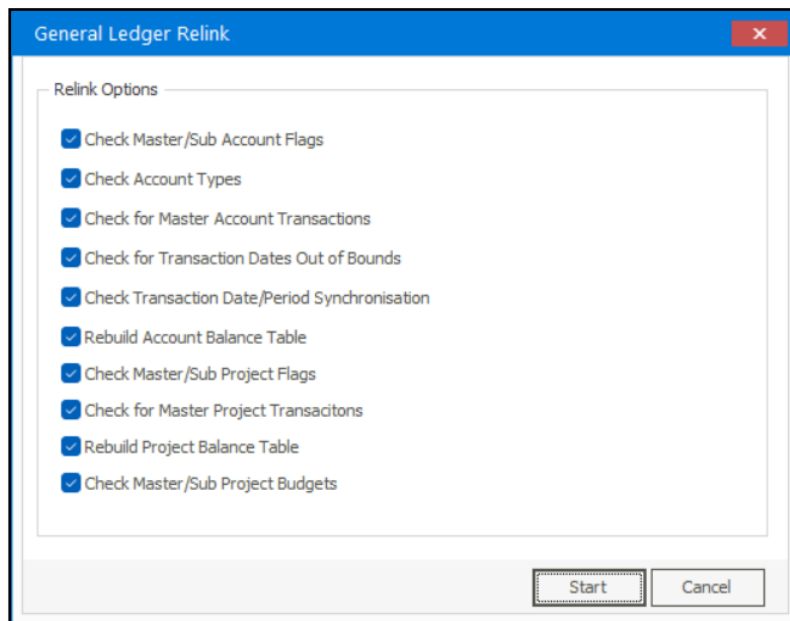 General Ledger Relink
Relink Options
Check Master/Sub Account Flags
Check Account Types
Check for Master Account Transactions
Check for Transaction Dates Out of Bounds
Check Transaction Date/Period Synchronisation
Rebuild Account Balance Table
Check Master/Sub Project Flags
Check for Master Project Transacitons
Rebuild Project Balance Table
Check Master/Sub Project Budgets
Start Cancel